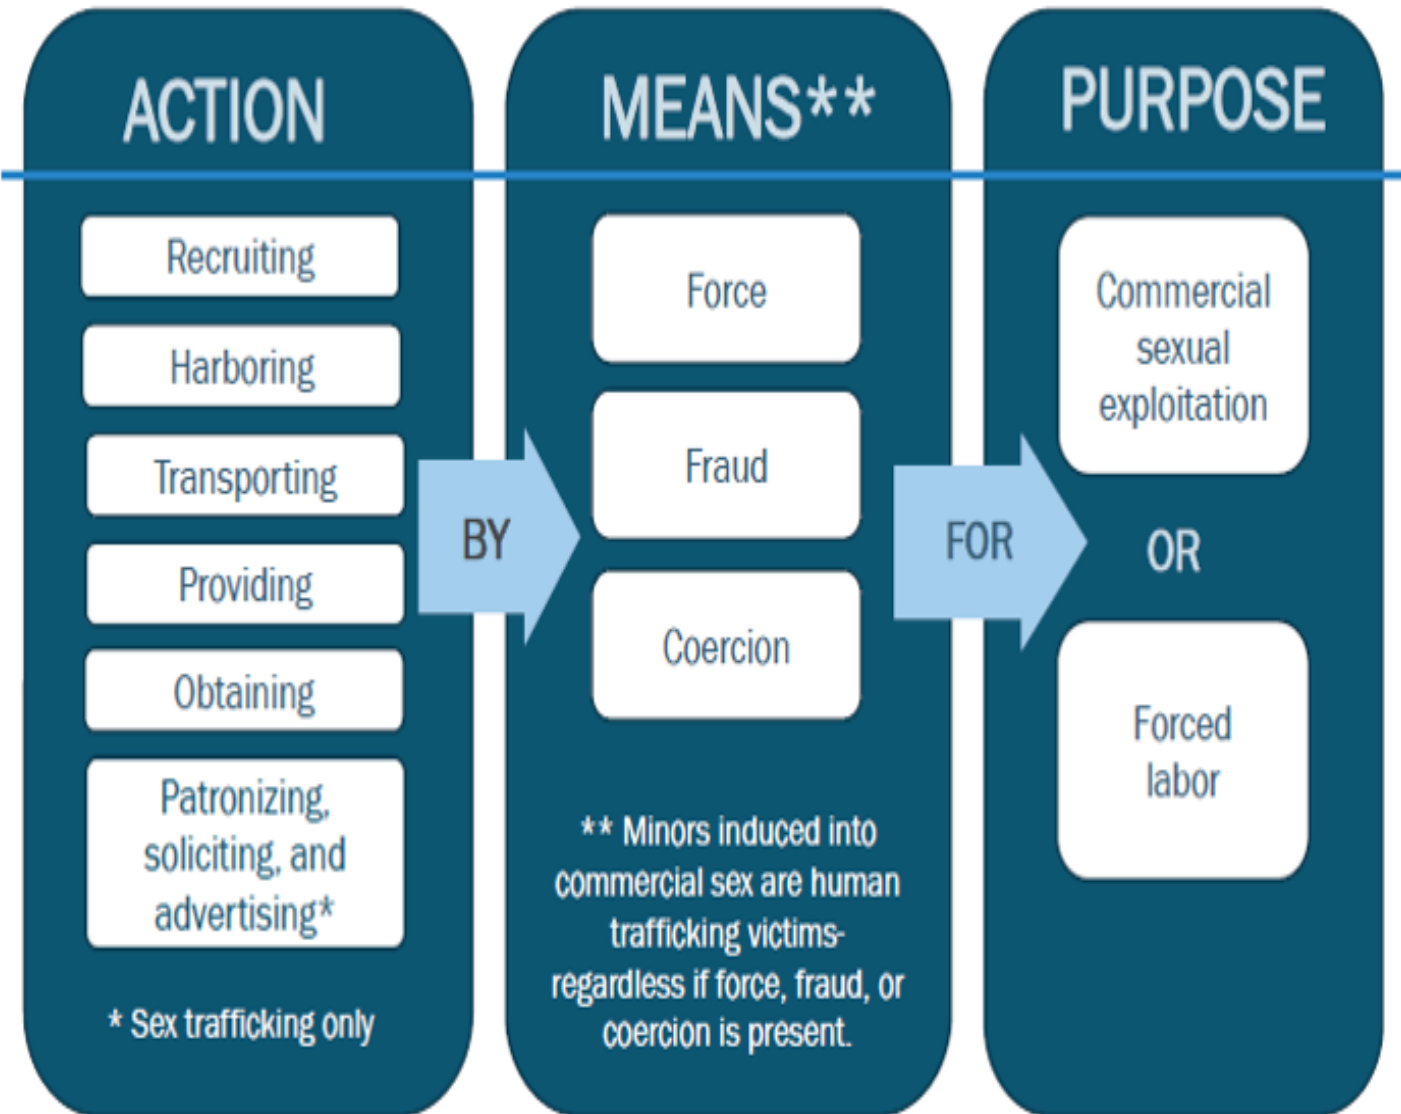 ACTION
Recruiting
Harboring
Transporting
Providing
Obtaining
Patronizing,
soliciting, and
advertising*
* Sex trafficking only
BY
MEANS**
Force
Fraud
Coercion
** Minors induced into
commercial sex are human
trafficking victims-
regardless if force, fraud, or
coercion is present.
FOR
PURPOSE
Commercial
sexual
exploitation
OR
Forced
labor